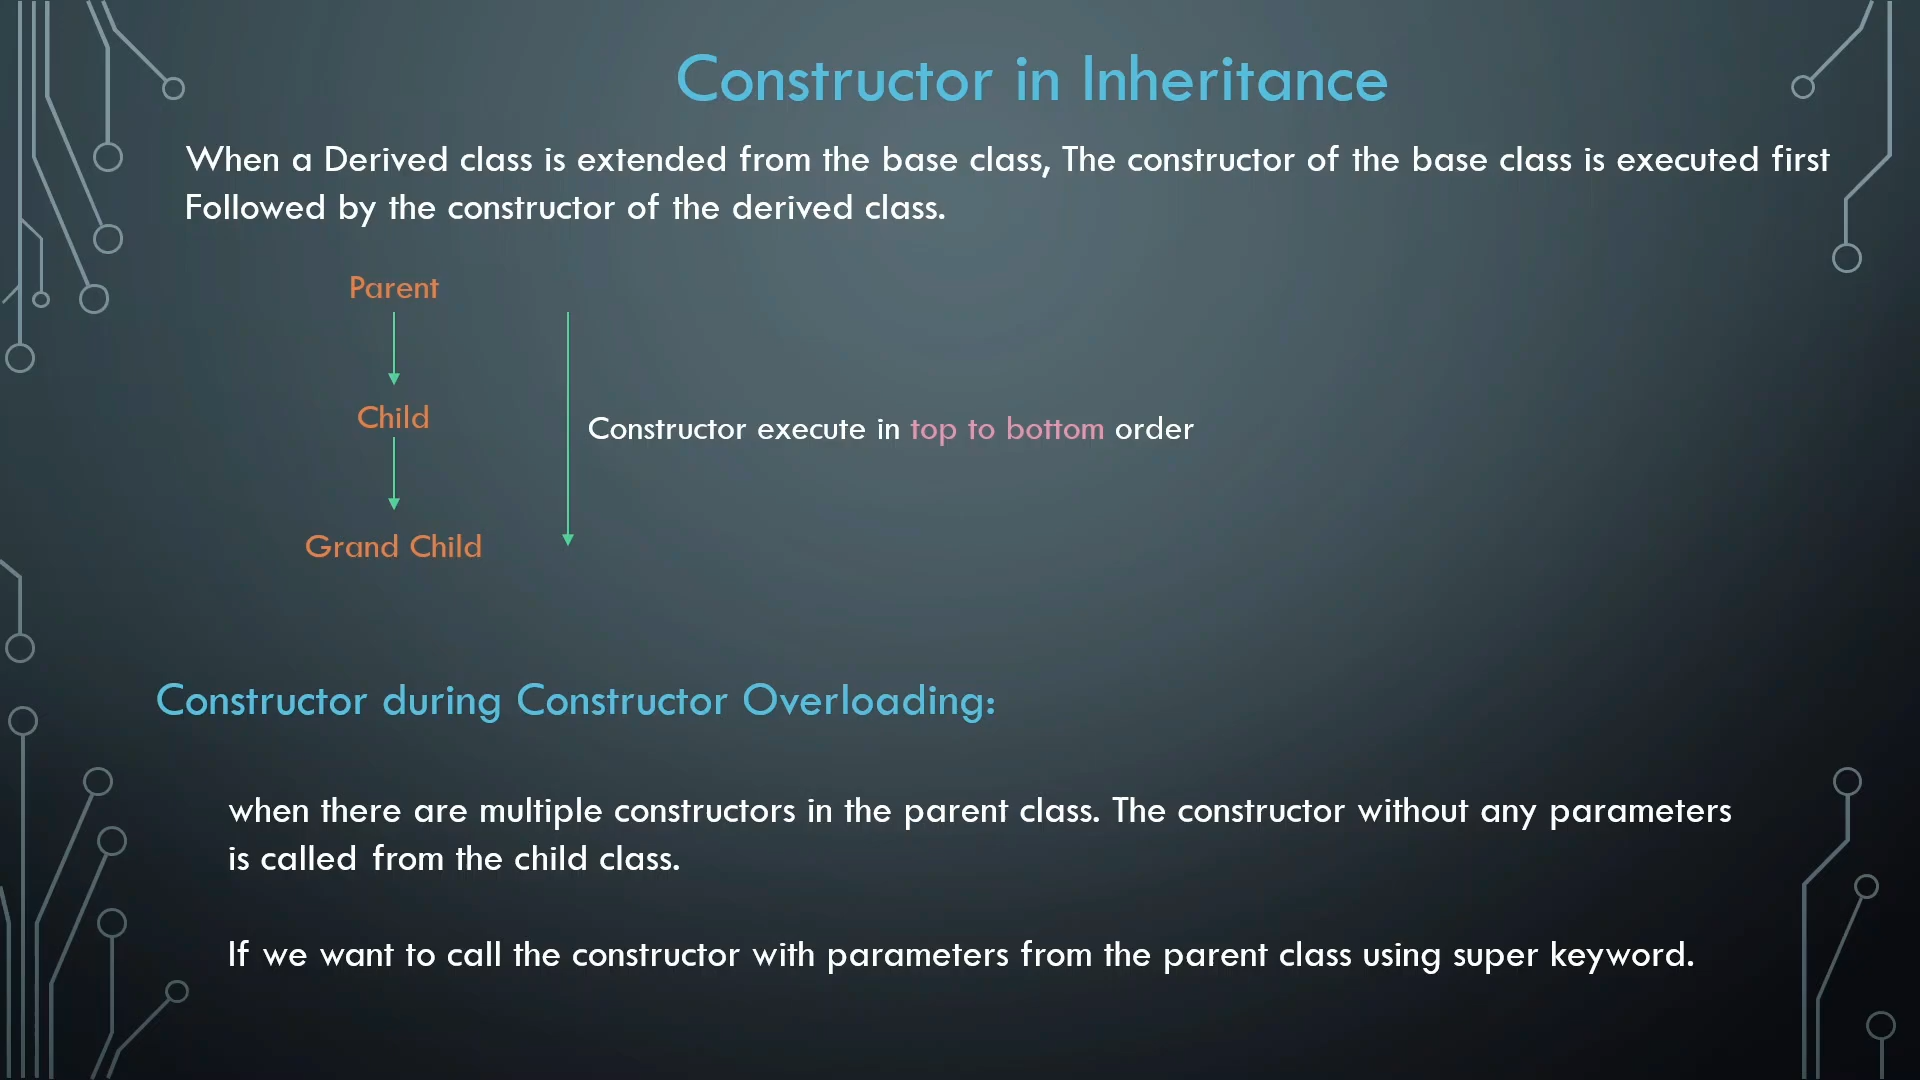 Constructor in Inheritance
When a Derived class is extended from the base class, The constructor of the base class is executed first
Followed by the constructor of the derived class.
Parent
Child
Constructor execute in top to bottom order
Grand Child
Constructor during Constructor Overloading:
when there are multiple constructors in the parent class. The constructor without any parameters
is called from the child class.
If we want to call the constructor with parameters from the parent class using super keyword.